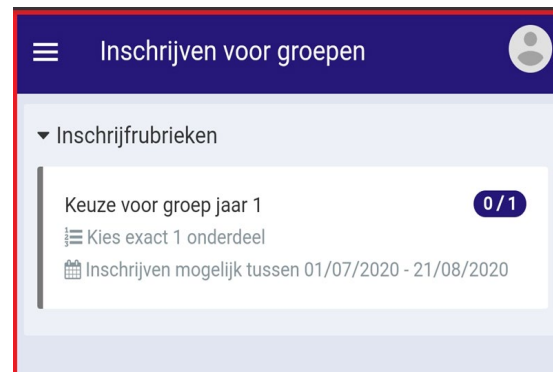 Inschrijven voor groepen
Inschrijfrubrieken
Keuze voor groep jaar 1
0 / 1
Kies exact 1 onderdeel
Inschrijven mogelijk tussen 01/07/2020 - 21/08/2020